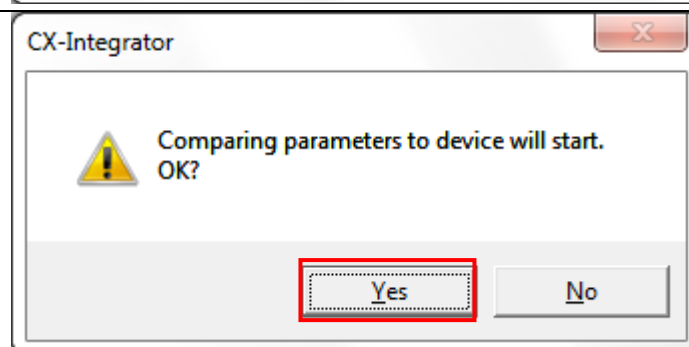 CX-Integrator
Comparing parameters to device will start.
OK?
Yes
No